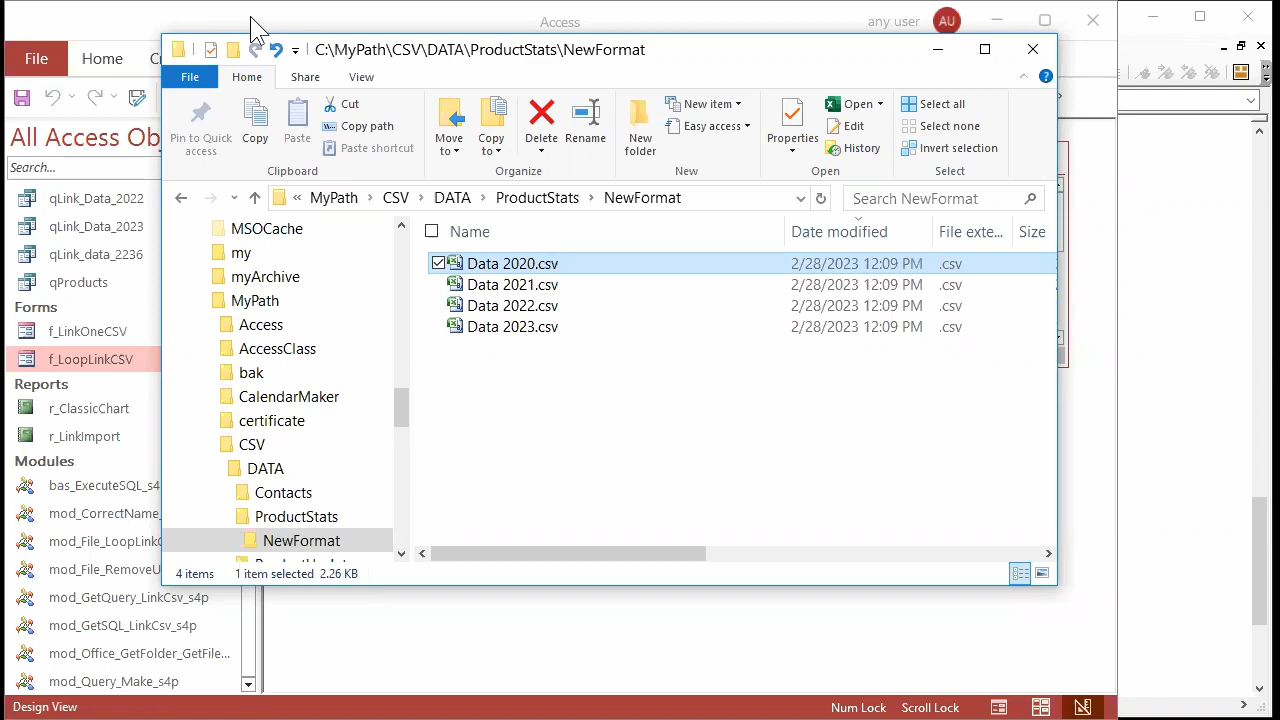 Access
any user
AU
File
Home
All Access Ob
Search...
qLink_Data_2022
qLink_Data_2023
qLink_data_2236
qProducts
Forms
f_LinkOneCSV
f_LoopLinkCSV
Reports
r_ClassicChart
r_LinkImport
Modules
bas_ExecuteSQL_s4
mod_CorrectName_
mod_File_LoopLinkC
mod_File_RemoveU
mod_GetQuery_LinkCsv_s4p
mod_GetSQL_LinkCsv_s4p
mod_Office_GetFolder_GetFile...
mod_Query_Make_s4p
C:\MyPath\CSV\DATA\ProductStats\NewFormat
File
Home
Share
View
Pin to Quick access
Copy
Paste
Cut
Copy path
Paste shortcut
Clipboard
Move to
Copy to
Delete
Rename
Organize
New folder
New item
Easy access
New
Properties
Open
Edit
History
Open
Select all
Select none
Invert selection
Select
« MyPath > CSV > DATA > ProductStats > NewFormat
Search NewFormat
MSOCache
my
myArchive
MyPath
Access
AccessClass
bak
CalendarMaker
certificate
CSV
DATA
Contacts
ProductStats
NewFormat
Name
Date modified
File exte...
Size
Data 2020.csv 2/28/2023 12:09 PM .csv
Data 2021.csv 2/28/2023 12:09 PM .csv
Data 2022.csv 2/28/2023 12:09 PM .csv
Data 2023.csv 2/28/2023 12:09 PM .csv
4 items
1 item selected 2.26 KB
Design View
Num Lock
Scroll Lock